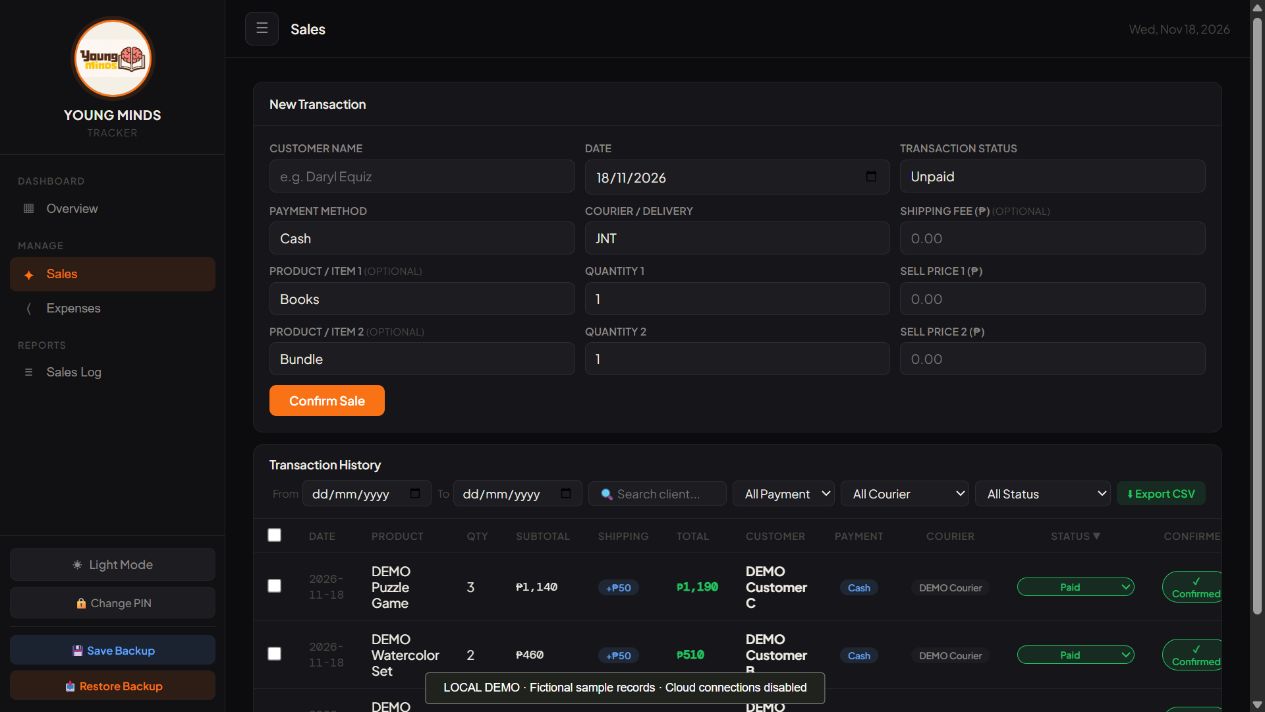 Young
Minds
YOUNG MINDS
TRACKER
DASHBOARD
Overview
MANAGE
Sales
Expenses
REPORTS
Sales Log
Light Mode
Change PIN
Save Backup
Restore Backup
Sales
Wed, Nov 18, 2026
New Transaction
CUSTOMER NAME
e.g. Daryl Equiz
DATE
18/11/2026
TRANSACTION STATUS
Unpaid
PAYMENT METHOD
Cash
COURIER / DELIVERY
JNT
SHIPPING FEE (₱) (OPTIONAL)
0.00
PRODUCT / ITEM 1 (OPTIONAL)
Books
QUANTITY 1
1
SELL PRICE 1 (₱)
0.00
PRODUCT / ITEM 2 (OPTIONAL)
Bundle
QUANTITY 2
1
SELL PRICE 2 (₱)
0.00
Confirm Sale
Transaction History
From dd/mm/yyyy To dd/mm/yyyy Search client... All Payment All Courier All Status Export CSV
DATE PRODUCT QTY SUBTOTAL SHIPPING TOTAL CUSTOMER PAYMENT COURIER STATUS ▼ CONFIRME
2026-
11-18
DEMO
Puzzle
Game
3
₱1,140
+₱50
₱1,190
DEMO
Customer
C
Cash
DEMO Courier
Paid
✓
Confirmed
2026-
11-18
DEMO
Watercolor
Set
2
₱460
+₱50
₱510
DEMO
Customer
B
Cash
DEMO Courier
Paid
✓
Confirmed
DEMO
DEMO
LOCAL DEMO · Fictional sample records · Cloud connections disabled